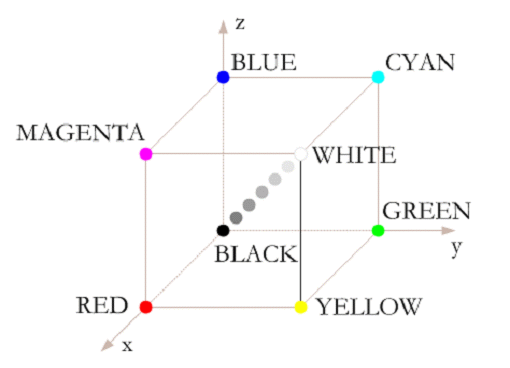 z
BLUE
CYAN
MAGENTA
WHITE
GREEN
y
BLACK
RED
YELLOW
x